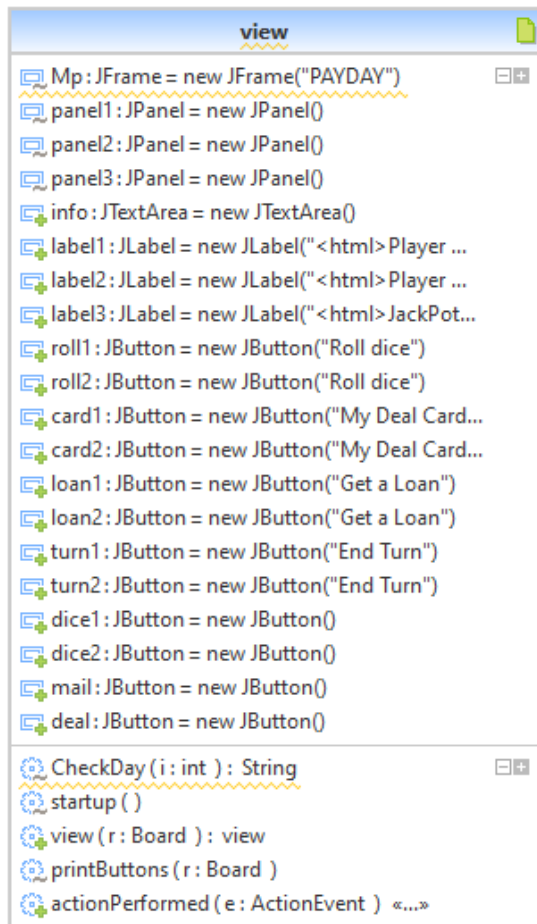 view
Mp : JFrame = new JFrame("PAYDAY")
panel1 : JPanel = new JPanel()
panel2 : JPanel = new JPanel()
panel3 : JPanel = new JPanel()
info : JTextArea = new JTextArea()
label1 : JLabel = new JLabel("<html>Player ...
label2 : JLabel = new JLabel("<html>Player ...
label3 : JLabel = new JLabel("<html>JackPot...
roll1 : JButton = new JButton("Roll dice")
roll2 : JButton = new JButton("Roll dice")
card1 : JButton = new JButton("My Deal Card...
card2 : JButton = new JButton("My Deal Card...
loan1 : JButton = new JButton("Get a Loan")
loan2 : JButton = new JButton("Get a Loan")
turn1 : JButton = new JButton("End Turn")
turn2 : JButton = new JButton("End Turn")
dice1 : JButton = new JButton()
dice2 : JButton = new JButton()
mail : JButton = new JButton()
deal : JButton = new JButton()
CheckDay ( i : int ) : String
startup ( )
view ( r : Board ) : view
printButtons ( r : Board )
actionPerformed ( e : ActionEvent ) «...»